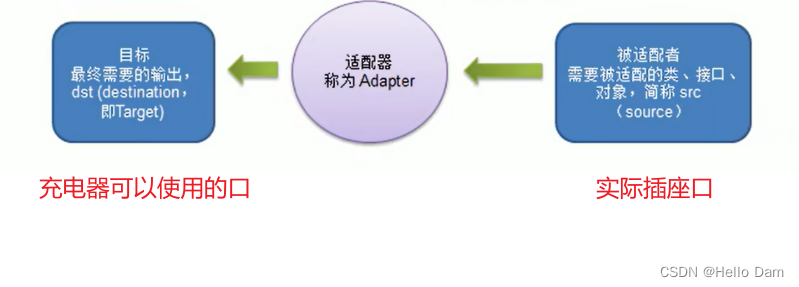 目标
最终需要的输出，
dst (destination，
即Target)
适配器
称为 Adapter
被适配者
需要被适配的类、接口、
对象，简称 src
（source）
充电器可以使用的口
实际插座口
CSDN @Hello Dam